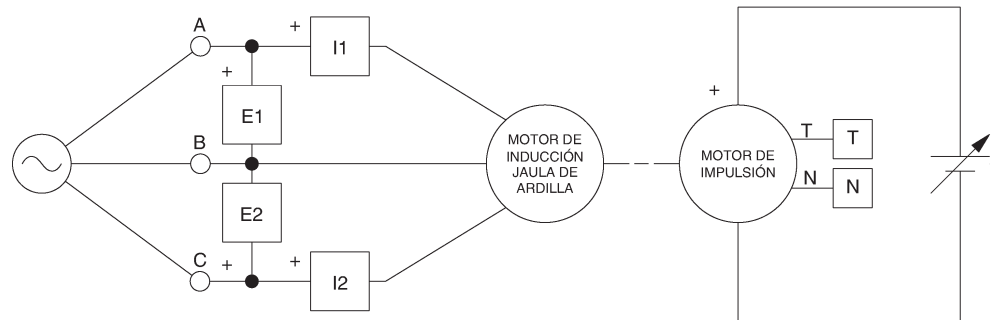 A
+
I1
+
E1
B
E2
C
+
+
I2
MOTOR DE
INDUCCIÓN
JAULA DE
ARDILLA
+
MOTOR DE
IMPULSIÓN
T
T
N
N